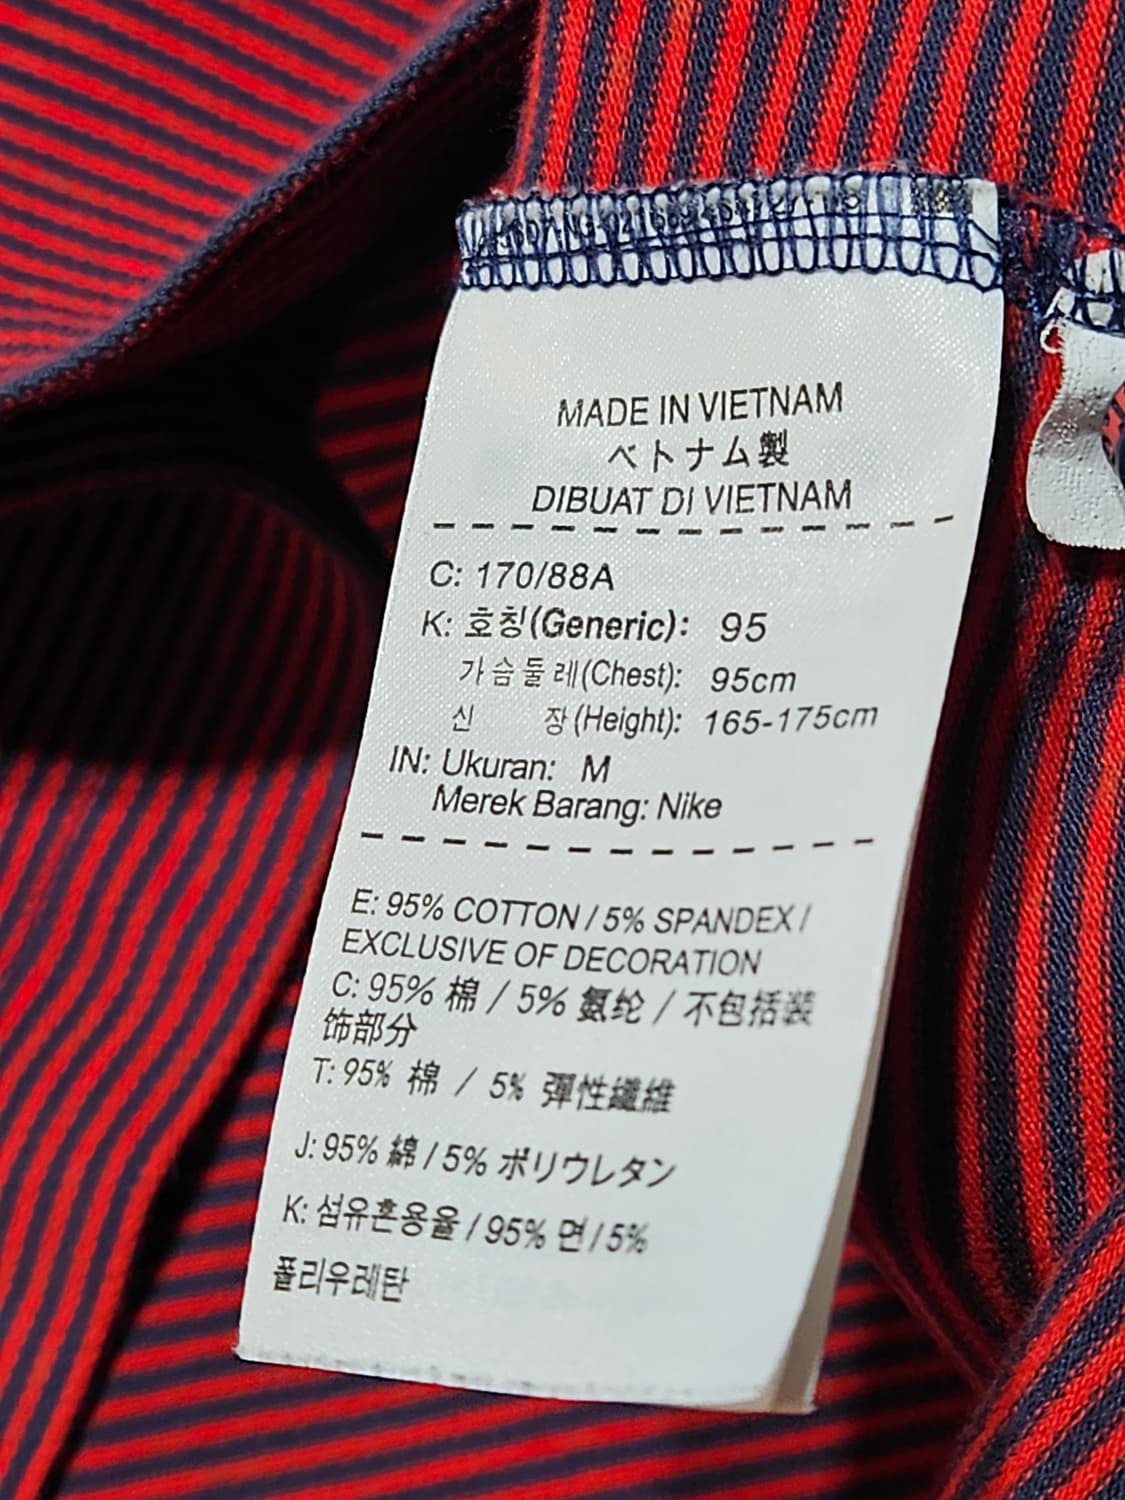 MADE IN VIETNAM
ベトナム製
DIBUAT DI VIETNAM
C: 170/88A
K: 호칭(Generic): 95
가슴둘레(Chest): 95cm
신 장(Height): 165-175cm
IN: Ukuran: M
Merek Barang: Nike
E: 95% COTTON / 5% SPANDEX /
EXCLUSIVE OF DECORATION
C: 95% 棉 / 5% 氨纶 / 不包括装
饰部分
T: 95% 棉 / 5% 彈性纖維
J: 95% 綿 / 5% ポリウレタン
K: 섬유혼용율 / 95% 면 / 5%
폴리우레탄